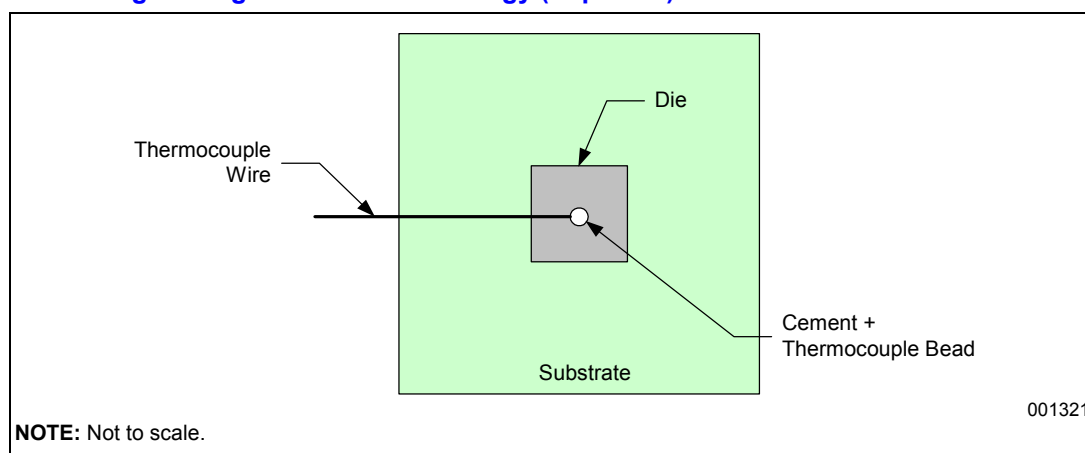 Die
Thermocouple
Wire
Cement +
Thermocouple Bead
Substrate
001321
NOTE: Not to scale.